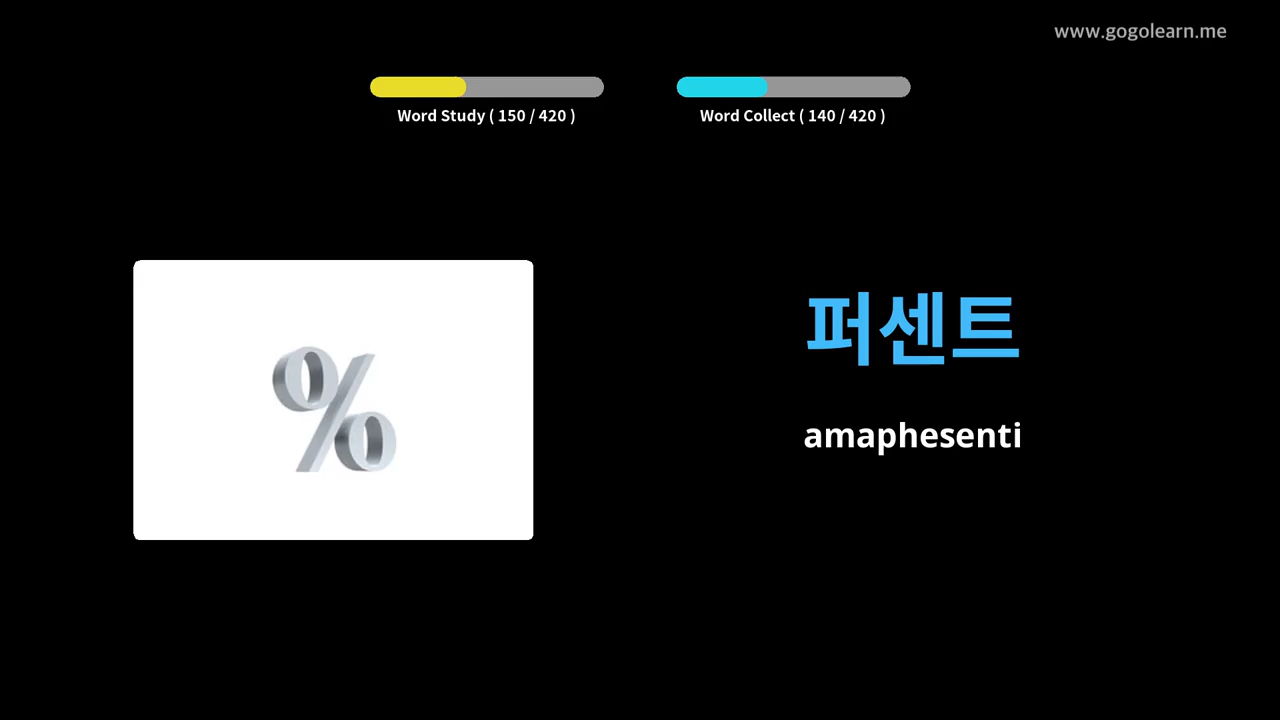 www.gogolearn.me
Word Study ( 150 / 420 )
Word Collect ( 140 / 420 )
%
퍼센트
amaphesenti